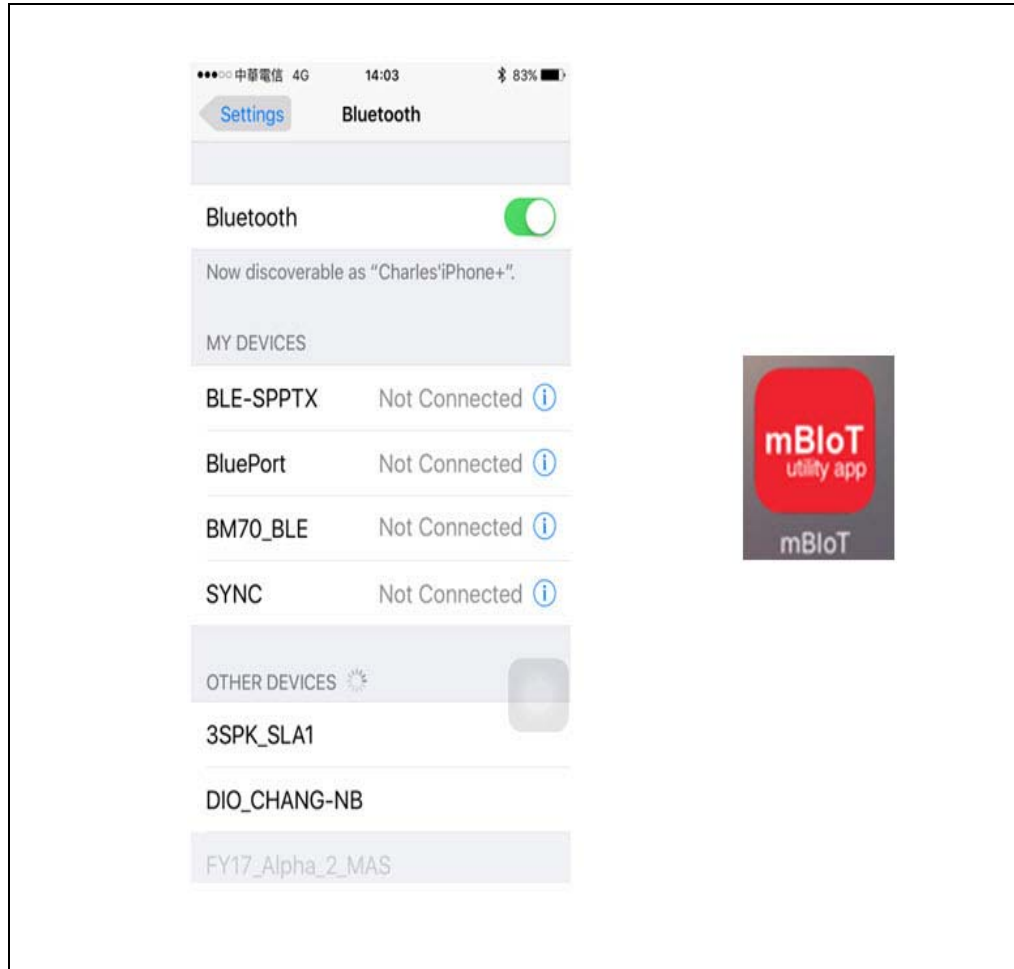 中華電信 4G 14:03 83%
Settings Bluetooth
Bluetooth
Now discoverable as “Charles'iPhone+”.
MY DEVICES
BLE-SPPTX Not Connected i
BluePort Not Connected i
BM70_BLE Not Connected i
SYNC Not Connected i
OTHER DEVICES
3SPK_SLA1
DIO_CHANG-NB
FY17_Alpha_2_MAS
mBIoT
utility app
mBIoT